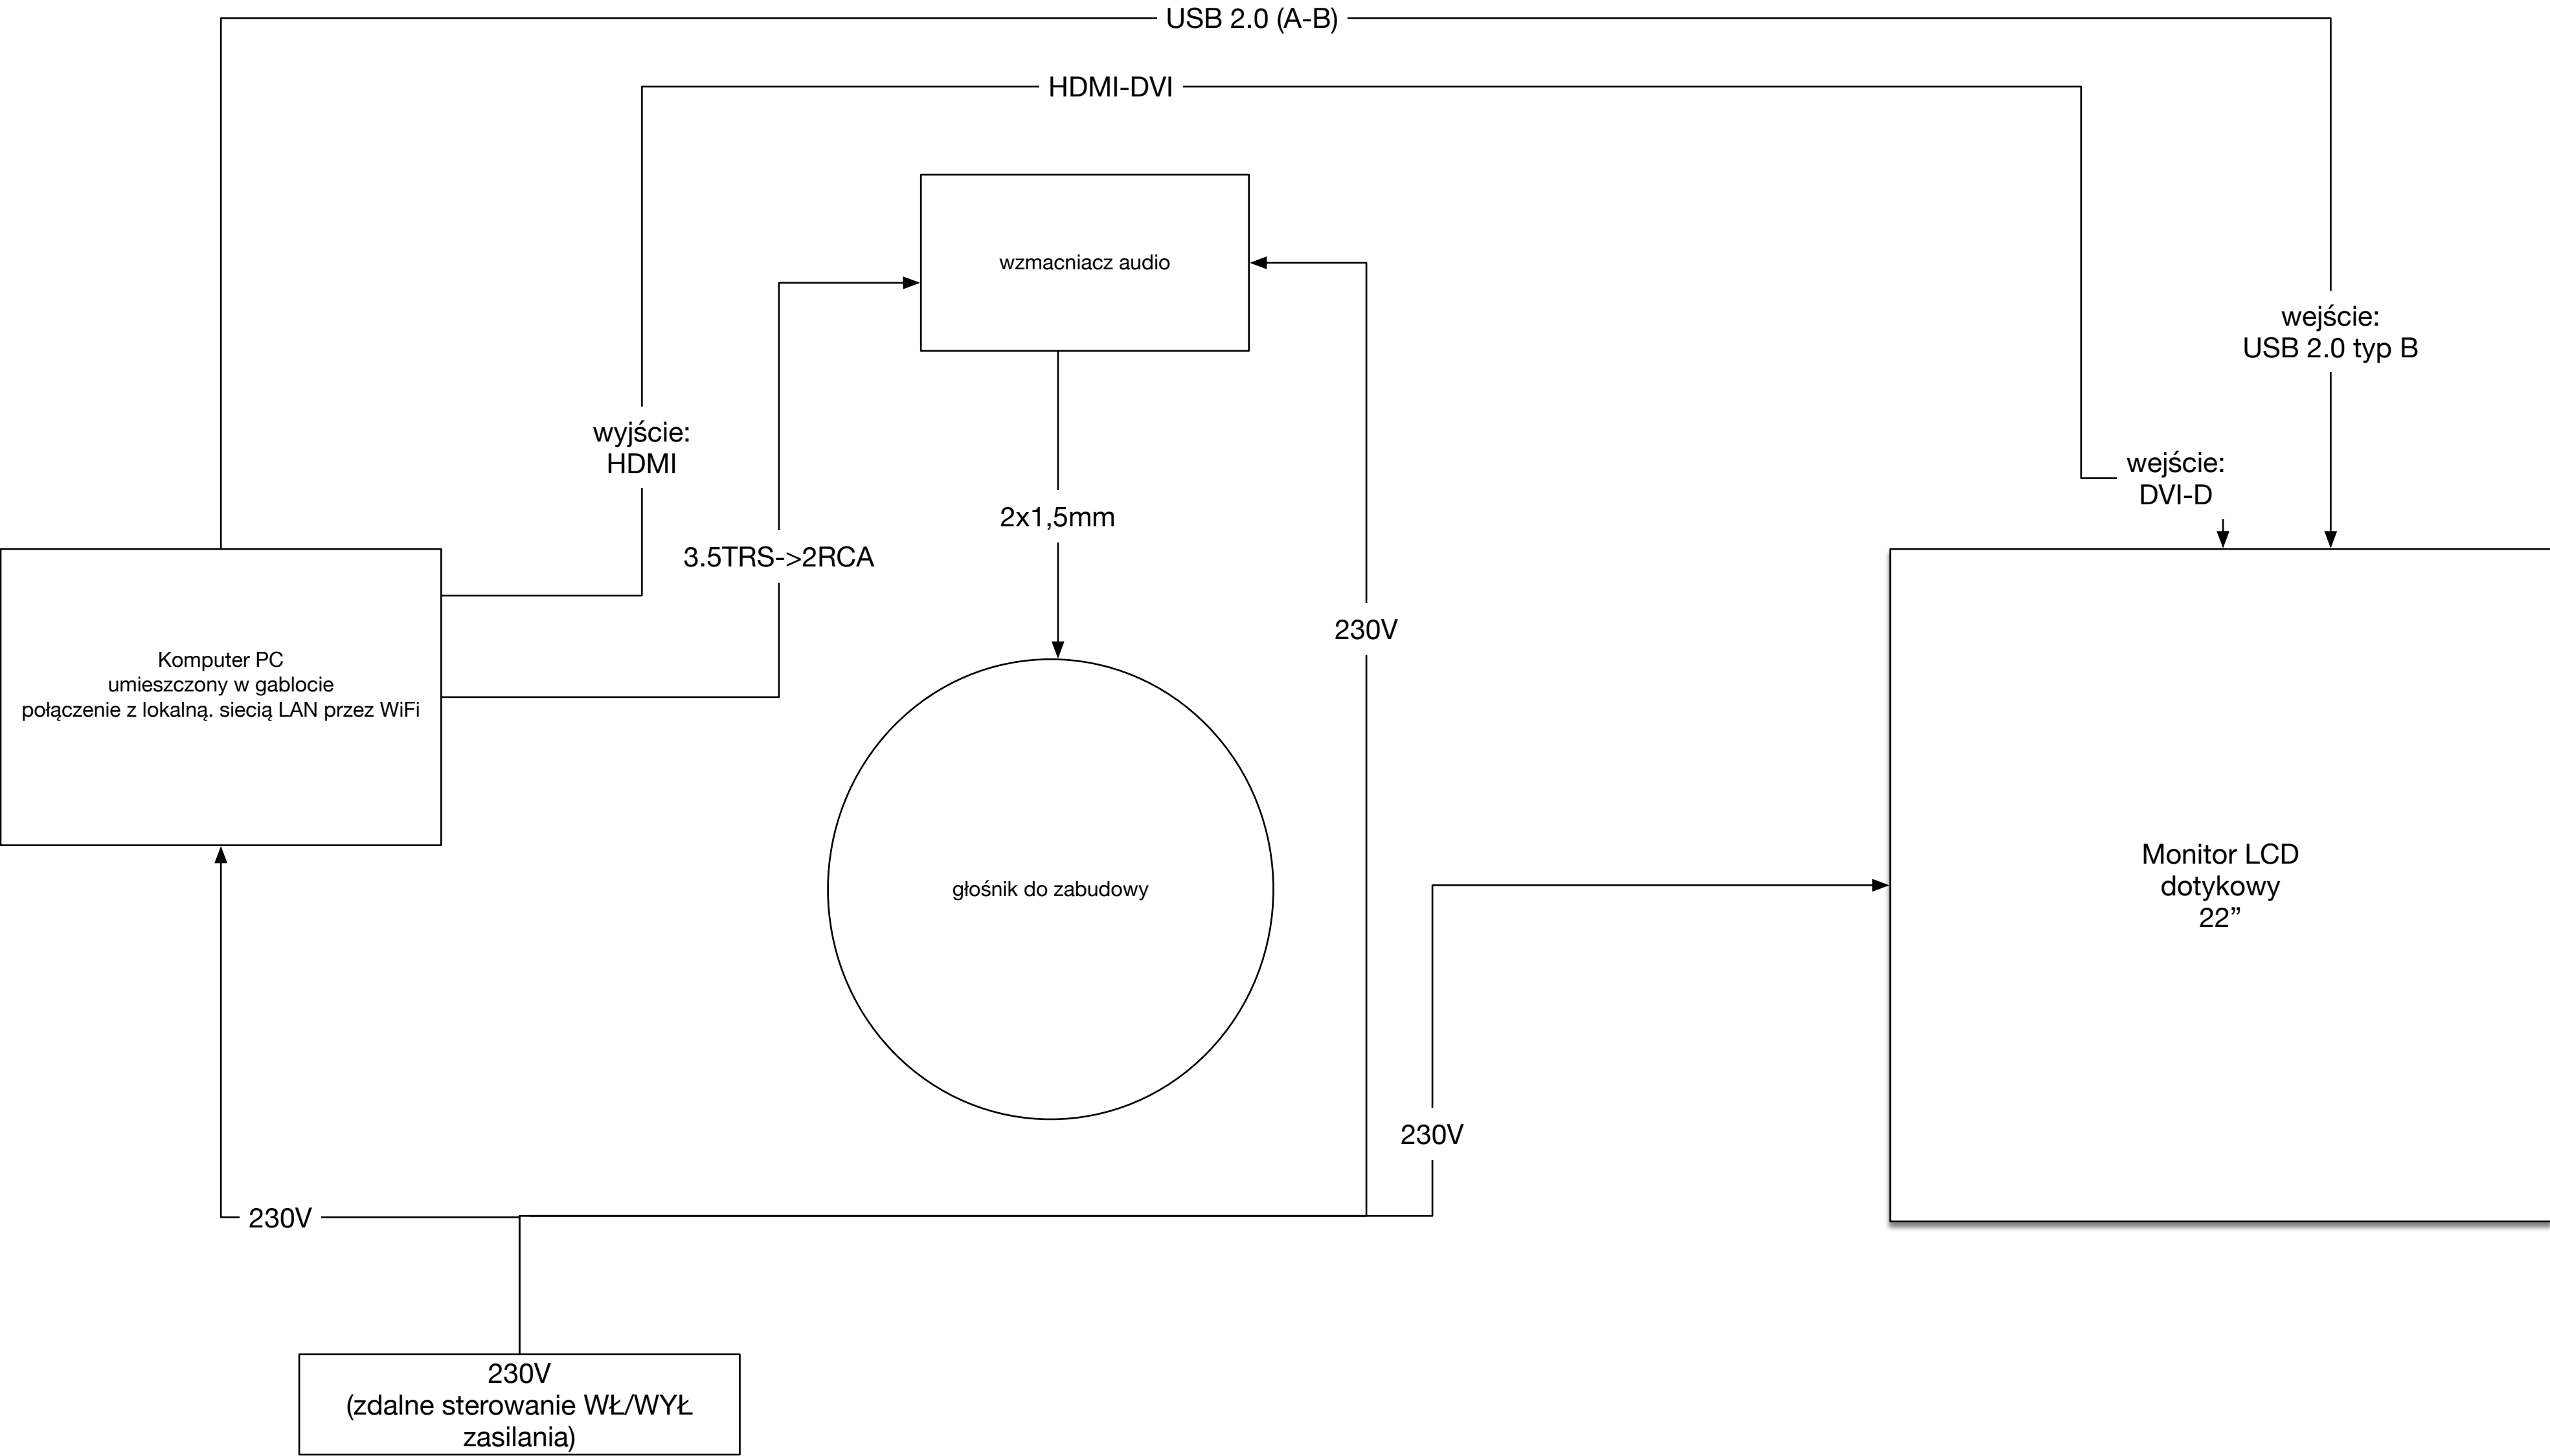 USB 2.0 (A-B)
HDMI-DVI
wzmacniacz audio
wejście:
USB 2.0 typ B
wyjście:
HDMI
wejście:
DVI-D
2x1,5mm
3.5TRS->2RCA
230V
Komputer PC
umieszczony w gablocie
połączenie z lokalną. siecią LAN przez WiFi
głośnik do zabudowy
Monitor LCD
dotykowy
22”
230V
230V
230V
(zdalne sterowanie WŁ/WYŁ
zasilania)